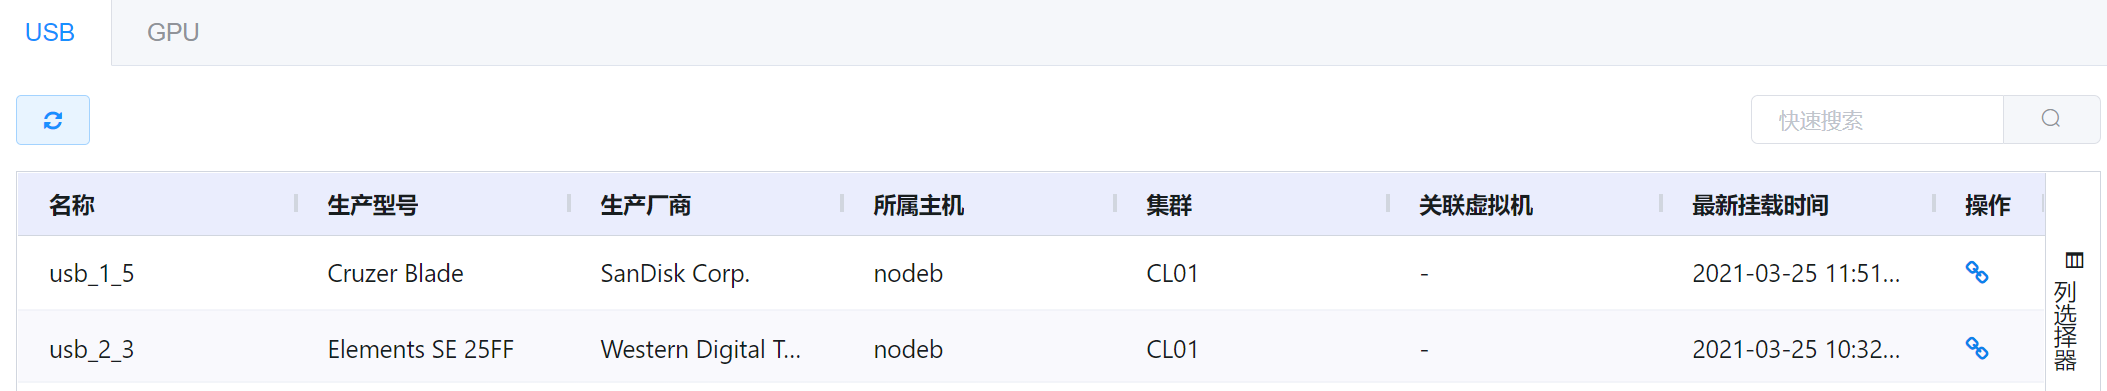 USB GPU
快速搜索
名称 生产型号 生产厂商 所属主机 集群 关联虚拟机 最新挂载时间 操作
usb_1_5 Cruzer Blade SanDisk Corp. nodeb CL01 - 2021-03-25 11:51...
usb_2_3 Elements SE 25FF Western Digital T... nodeb CL01 - 2021-03-25 10:32...
列选择器